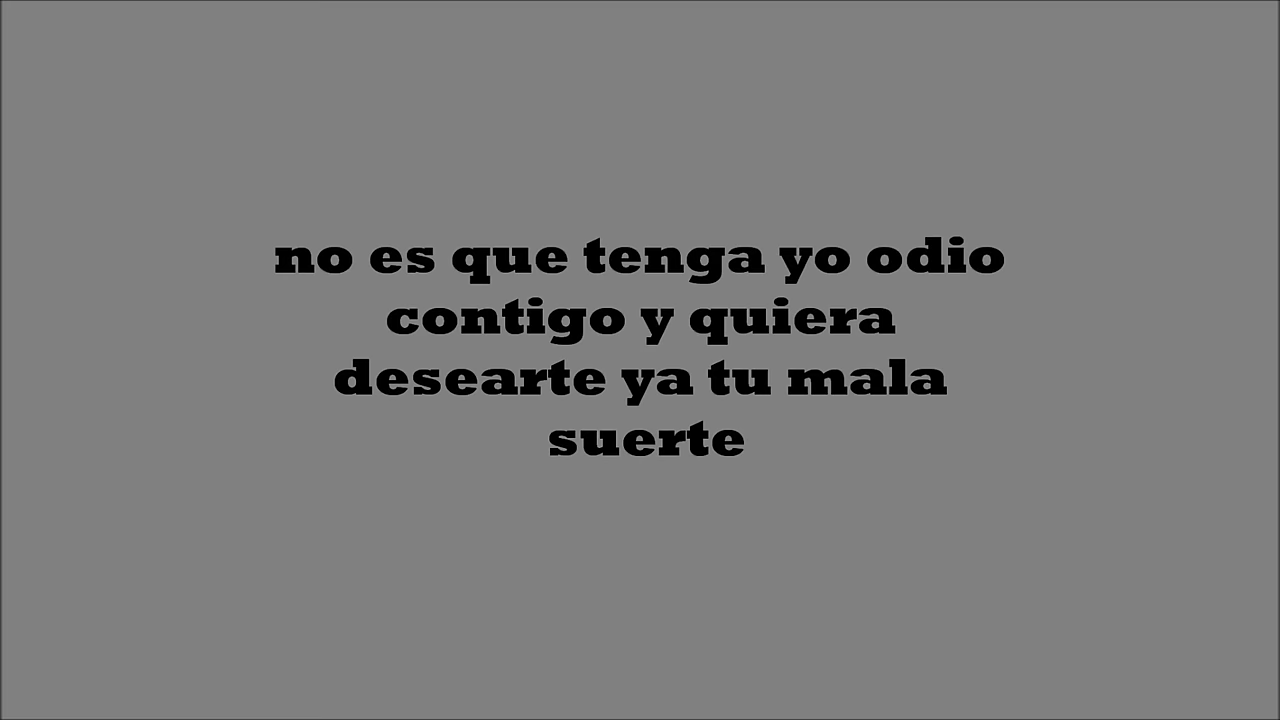 no es que tenga yo odio
contigo y quiera
desearte ya tu mala
suerte